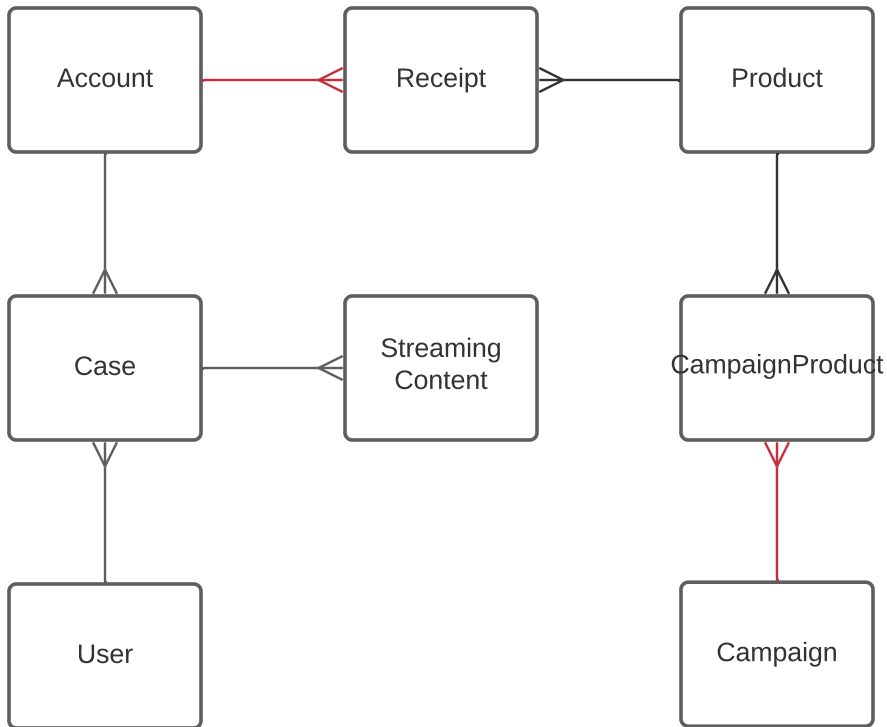 Account
Receipt
Product
Case
Streaming
Content
CampaignProduct
User
Campaign